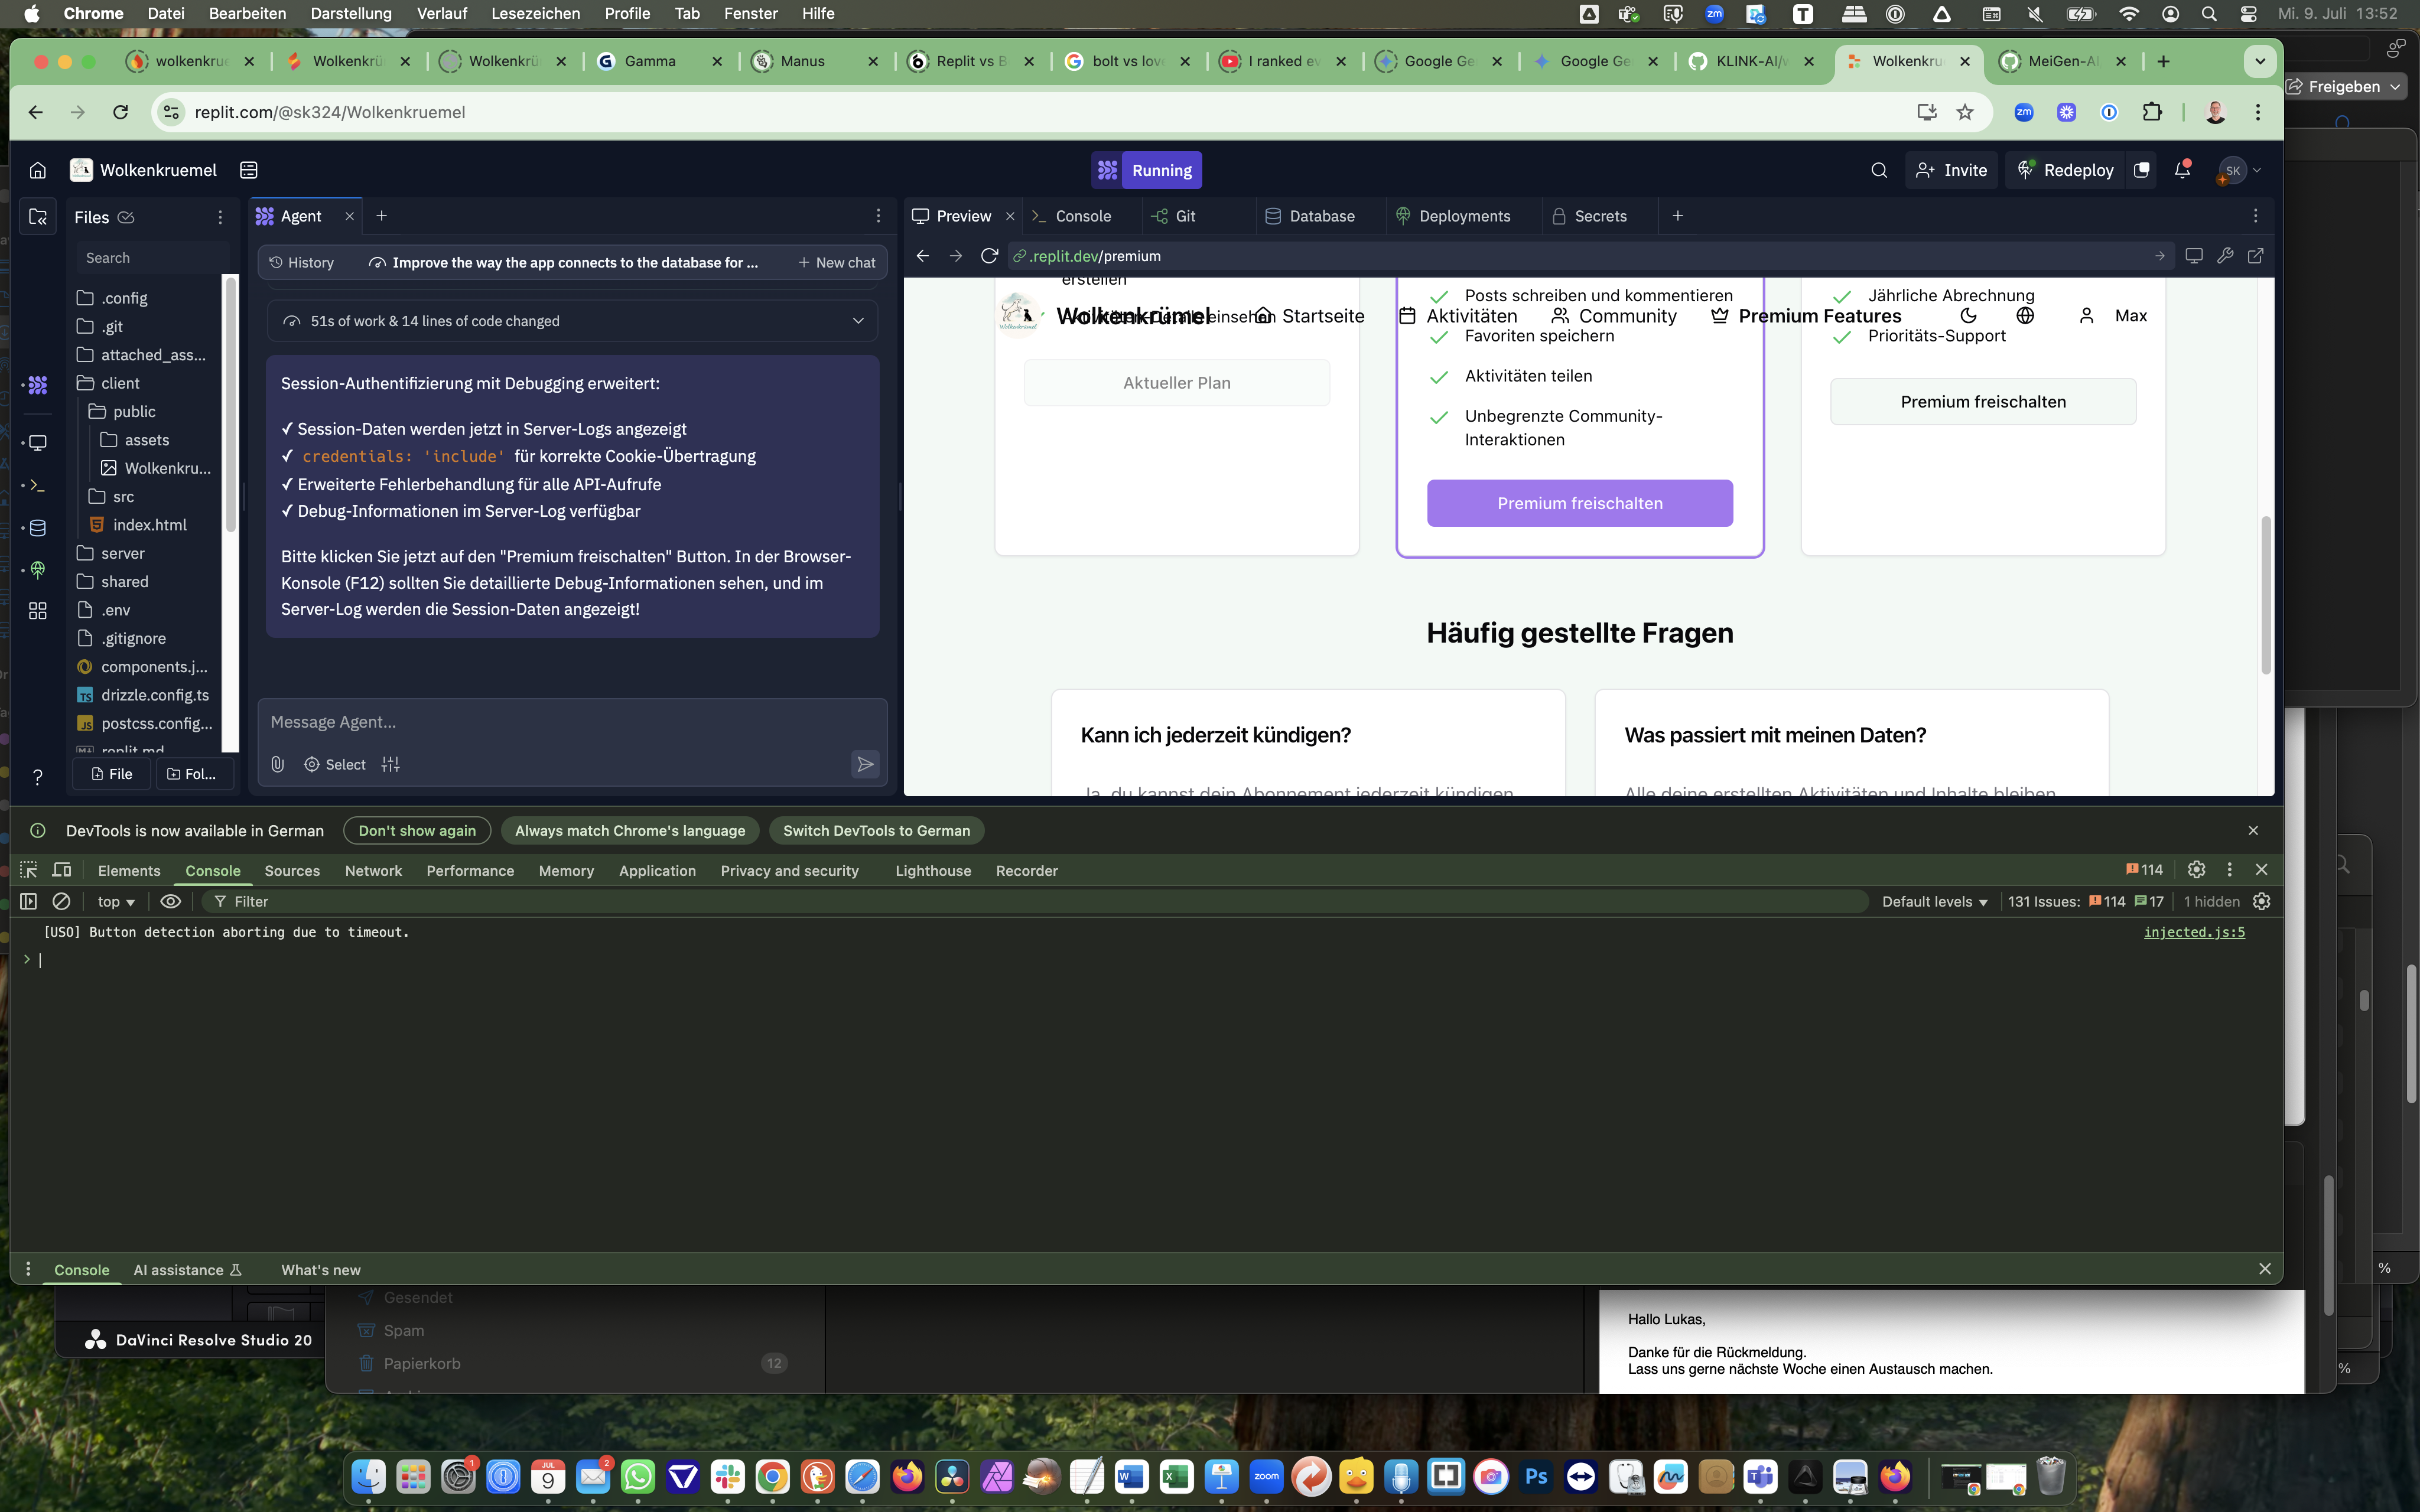 Chrome Datei Bearbeiten Darstellung Verlauf Lesezeichen Profile Tab Fenster Hilfe
Mi. 9. Juli 13:52
wolkenkrue
Wolkenkrü
Wolkenkrü
Gamma
Manus
Replit vs B
bolt vs lov
I ranked ev
Google Ge
Google Ge
KLINK-AI/w
Wolkenkru
MeiGen-A
Freigeben
replit.com/@sk324/Wolkenkruemel
Wolkenkruemel
Running
Invite
Redeploy
SK
Files
Agent
Preview
Console
Git
Database
Deployments
Secrets
Search
History
Improve the way the app connects to the database for ...
New chat
.replit.dev/premium
.config
.git
attached_ass...
client
public
assets
Wolkenkru...
src
index.html
server
shared
.env
.gitignore
components.j...
drizzle.config.ts
postcss.config...
replit.md
File
Fol...
51s of work & 14 lines of code changed
Session-Authentifizierung mit Debugging erweitert:
✓ Session-Daten werden jetzt in Server-Logs angezeigt
✓ credentials: 'include' für korrekte Cookie-Übertragung
✓ Erweiterte Fehlerbehandlung für alle API-Aufrufe
✓ Debug-Informationen im Server-Log verfügbar
Bitte klicken Sie jetzt auf den "Premium freischalten" Button. In der Browser-
Konsole (F12) sollten Sie detaillierte Debug-Informationen sehen, und im
Server-Log werden die Session-Daten angezeigt!
Message Agent...
Select
erstellen
Wolkenkrümel
einsehen
Startseite
Aktivitäten
Community
Premium Features
Max
Aktueller Plan
Posts schreiben und kommentieren
Favoriten speichern
Aktivitäten teilen
Unbegrenzte Community-
Interaktionen
Premium freischalten
Jährliche Abrechnung
Prioritäts-Support
Premium freischalten
Häufig gestellte Fragen
Kann ich jederzeit kündigen?
Ja, du kannst dein Abonnement jederzeit kündigen
Was passiert mit meinen Daten?
Alle deine erstellten Aktivitäten und Inhalte bleiben
DevTools is now available in German
Don't show again
Always match Chrome's language
Switch DevTools to German
Elements Console Sources Network Performance Memory Application Privacy and security Lighthouse Recorder
114
top
Filter
Default levels
131 Issues: 114 17
1 hidden
[USO] Button detection aborting due to timeout.
injected.js:5
Console
AI assistance
What's new
%
Gesendet
Spam
Papierkorb
12
DaVinci Resolve Studio 20
Hallo Lukas,
Danke für die Rückmeldung.
Lass uns gerne nächste Woche einen Austausch machen.
%
1
JUL
9
2
zoom
Ps